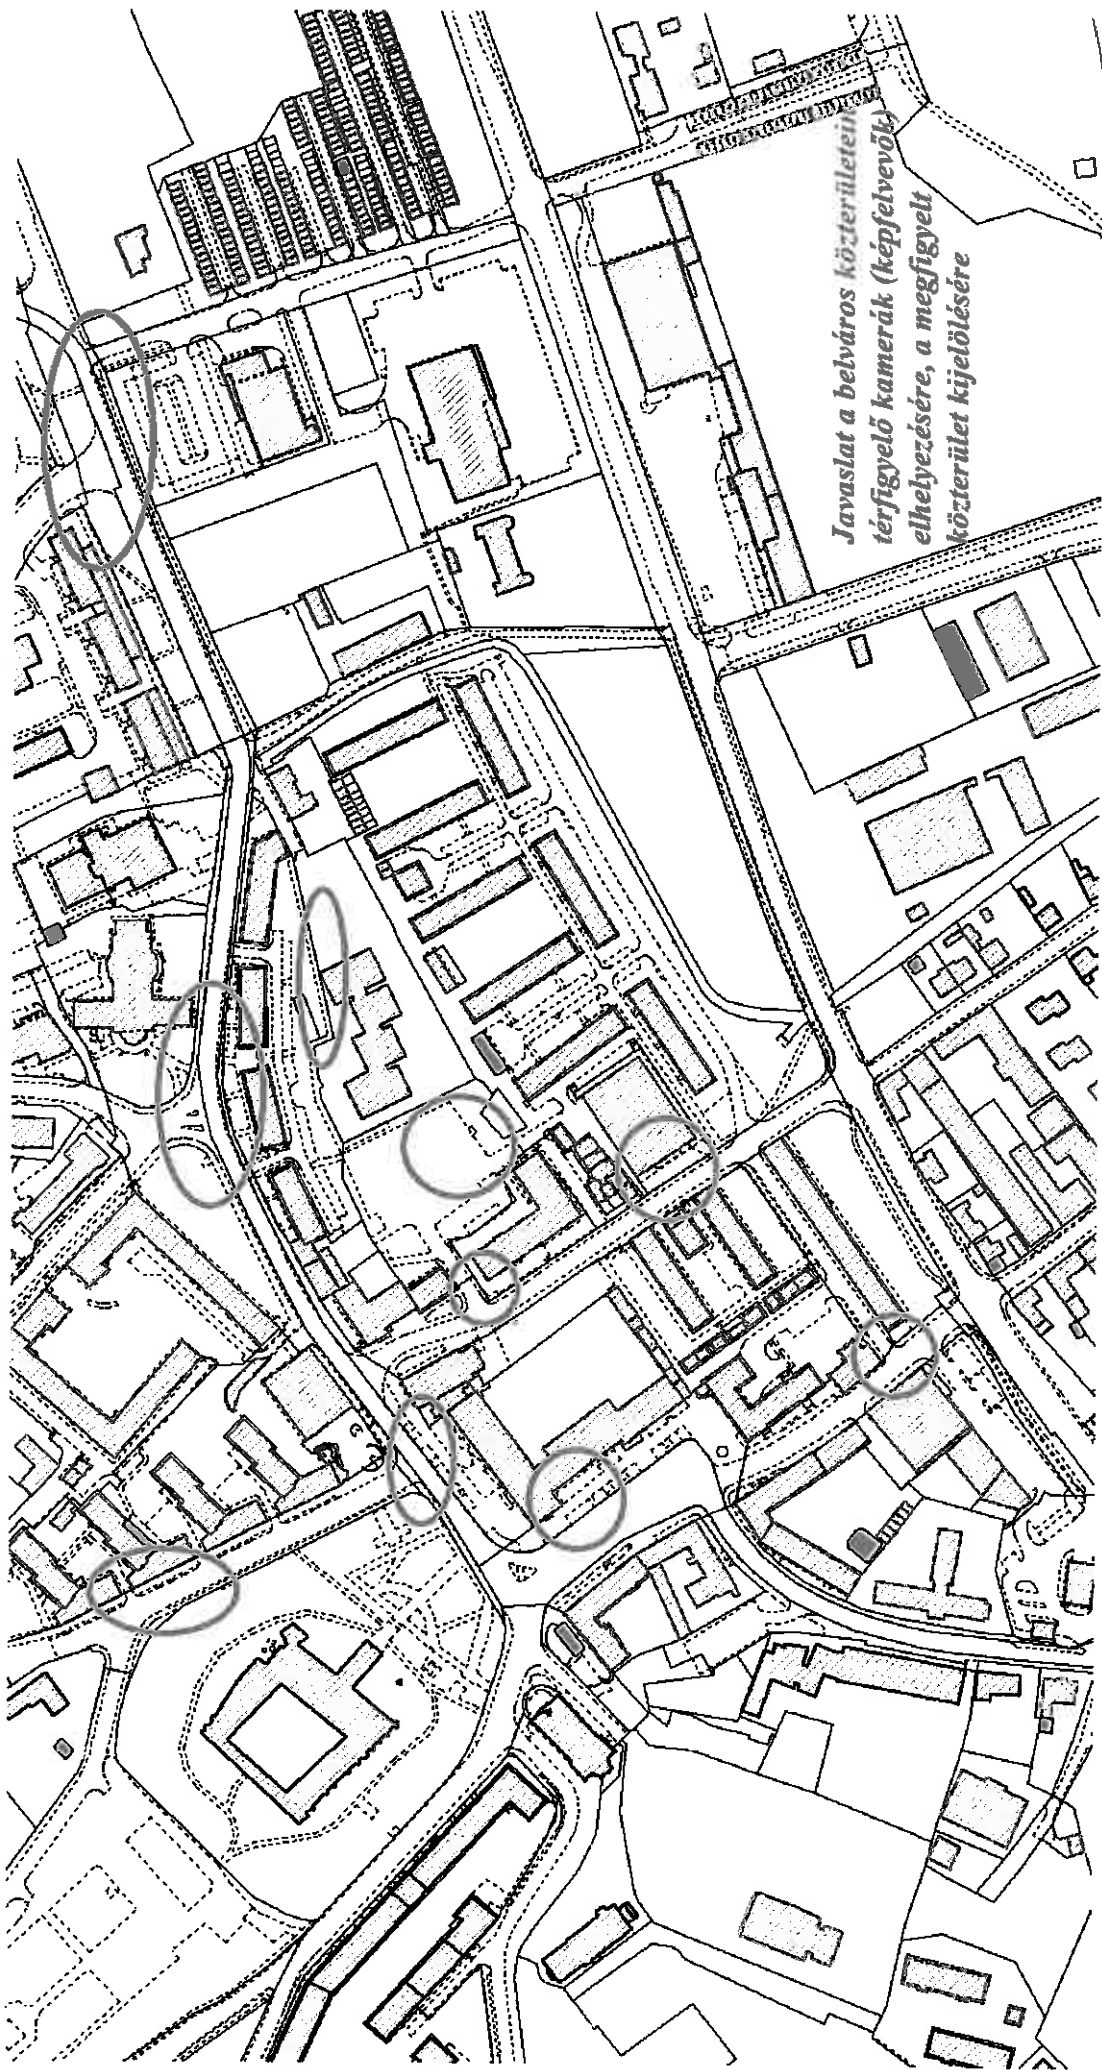 Javaslat a belváros közterületein
térfigyelő kamerák (képfelvevők)
elhelyezésére, a megfigyelt
közterület kijelölésére